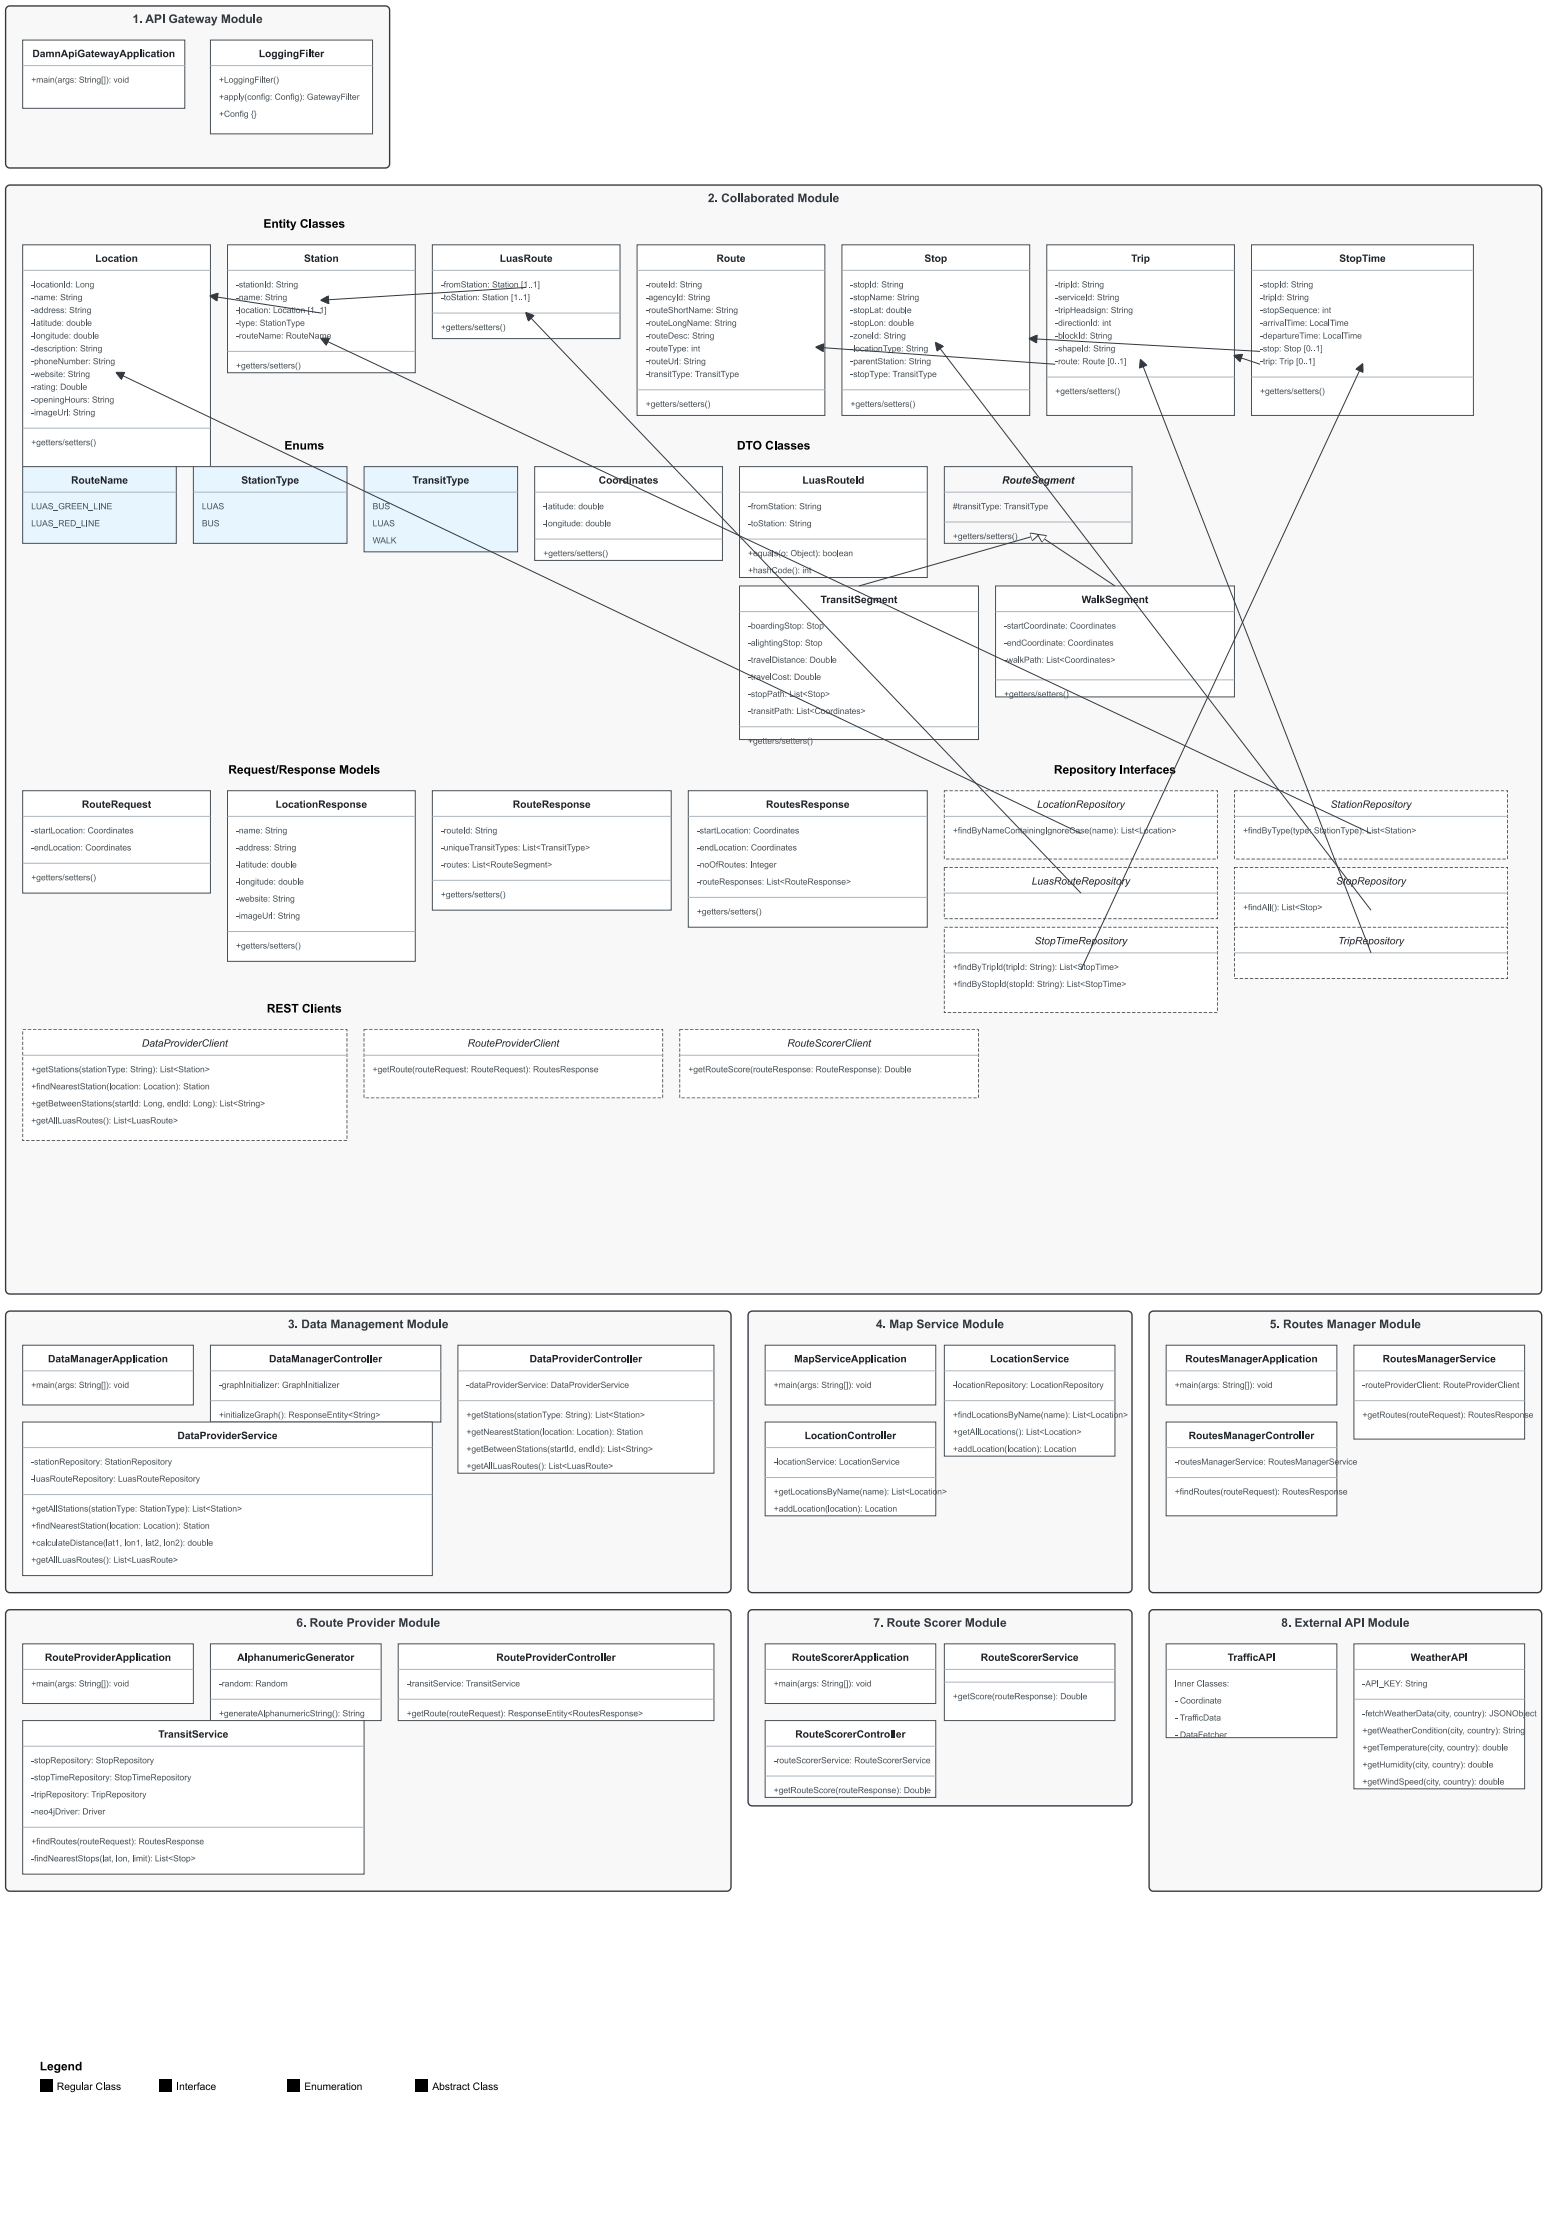 1. API Gateway Module
DamnApiGatewayApplication
+main(args: String[]): void
LoggingFilter
+LoggingFilter()
+apply(config: Config): GatewayFilter
+Config {}
2. Collaborated Module
Entity Classes
Location
-locationId: Long
-name: String
-address: String
-latitude: double
-longitude: double
-description: String
-phoneNumber: String
-website: String
-rating: Double
-openingHours: String
-imageUrl: String
+getters/setters()
Station
-stationId: String
-name: String
-location: Location [1..1]
-type: StationType
-routeName: RouteName
+getters/setters()
LuasRoute
-fromStation: Station [1..1]
-toStation: Station [1..1]
+getters/setters()
Route
-routeId: String
-agencyId: String
-routeShortName: String
-routeLongName: String
-routeDesc: String
-routeType: int
-routeUrl: String
-transitType: TransitType
+getters/setters()
Stop
-stopId: String
-stopName: String
-stopLat: double
-stopLon: double
-zoneId: String
-locationType: String
-parentStation: String
-stopType: TransitType
+getters/setters()
Trip
-tripId: String
-serviceId: String
-tripHeadsign: String
-directionId: int
-blockId: String
-shapeId: String
-route: Route [0..1]
+getters/setters()
StopTime
-stopId: String
-tripId: String
-stopSequence: int
-arrivalTime: LocalTime
-departureTime: LocalTime
-stop: Stop [0..1]
-trip: Trip [0..1]
+getters/setters()
Enums
RouteName
LUAS_GREEN_LINE
LUAS_RED_LINE
StationType
LUAS
BUS
TransitType
BUS
LUAS
WALK
DTO Classes
Coordinates
-latitude: double
-longitude: double
+getters/setters()
LuasRouteId
-fromStation: String
-toStation: String
+equals(o: Object): boolean
+hashCode(): int
RouteSegment
#transitType: TransitType
+getters/setters()
TransitSegment
-boardingStop: Stop
-alightingStop: Stop
-travelDistance: Double
-travelCost: Double
-stopPath: List<Stop>
-transitPath: List<Coordinates>
+getters/setters()
WalkSegment
-startCoordinate: Coordinates
-endCoordinate: Coordinates
-walkPath: List<Coordinates>
+getters/setters()
Request/Response Models
RouteRequest
-startLocation: Coordinates
-endLocation: Coordinates
+getters/setters()
LocationResponse
-name: String
-address: String
-latitude: double
-longitude: double
-website: String
-imageUrl: String
+getters/setters()
RouteResponse
-routeId: String
-uniqueTransitTypes: List<TransitType>
-routes: List<RouteSegment>
+getters/setters()
RoutesResponse
-startLocation: Coordinates
-endLocation: Coordinates
-noOfRoutes: Integer
-routeResponses: List<RouteResponse>
+getters/setters()
Repository Interfaces
LocationRepository
+findByNameContainingIgnoreCase(name): List<Location>
StationRepository
+findByType(type: StationType): List<Station>
LuasRouteRepository
StopRepository
+findAll(): List<Stop>
StopTimeRepository
+findByTripId(tripId: String): List<StopTime>
+findByStopId(stopId: String): List<StopTime>
TripRepository
REST Clients
DataProviderClient
+getStations(stationType: String): List<Station>
+findNearestStation(location: Location): Station
+getBetweenStations(startId: Long, endId: Long): List<String>
+getAllLuasRoutes(): List<LuasRoute>
RouteProviderClient
+getRoute(routeRequest: RouteRequest): RoutesResponse
RouteScorerClient
+getRouteScore(routeResponse: RouteResponse): Double
3. Data Management Module
DataManagerApplication
+main(args: String[]): void
DataManagerController
-graphInitializer: GraphInitializer
+initializeGraph(): ResponseEntity<String>
DataProviderController
-dataProviderService: DataProviderService
+getStations(stationType: String): List<Station>
+getNearestStation(location: Location): Station
+getBetweenStations(startId, endId): List<String>
+getAllLuasRoutes(): List<LuasRoute>
DataProviderService
-stationRepository: StationRepository
-luasRouteRepository: LuasRouteRepository
+getAllStations(stationType: StationType): List<Station>
+findNearestStation(location: Location): Station
+calculateDistance(lat1, lon1, lat2, lon2): double
+getAllLuasRoutes(): List<LuasRoute>
4. Map Service Module
MapServiceApplication
+main(args: String[]): void
LocationService
-locationRepository: LocationRepository
+findLocationsByName(name): List<Location>
+getAllLocations(): List<Location>
+addLocation(location): Location
LocationController
-locationService: LocationService
+getLocationsByName(name): List<Location>
+addLocation(location): Location
5. Routes Manager Module
RoutesManagerApplication
+main(args: String[]): void
RoutesManagerService
-routeProviderClient: RouteProviderClient
+getRoutes(routeRequest): RoutesResponse
RoutesManagerController
-routesManagerService: RoutesManagerService
+findRoutes(routeRequest): RoutesResponse
6. Route Provider Module
RouteProviderApplication
+main(args: String[]): void
AlphanumericGenerator
-random: Random
+generateAlphanumericString(): String
RouteProviderController
-transitService: TransitService
+getRoute(routeRequest): ResponseEntity<RoutesResponse>
TransitService
-stopRepository: StopRepository
-stopTimeRepository: StopTimeRepository
-tripRepository: TripRepository
-neo4jDriver: Driver
+findRoutes(routeRequest): RoutesResponse
-findNearestStops(lat, lon, limit): List<Stop>
7. Route Scorer Module
RouteScorerApplication
+main(args: String[]): void
RouteScorerService
+getScore(routeResponse): Double
RouteScorerController
-routeScorerService: RouteScorerService
+getRouteScore(routeResponse): Double
8. External API Module
TrafficAPI
Inner Classes:
- Coordinate
- TrafficData
- DataFetcher
WeatherAPI
-API_KEY: String
-fetchWeatherData(city, country): JSONObject
+getWeatherCondition(city, country): String
+getTemperature(city, country): double
+getHumidity(city, country): double
+getWindSpeed(city, country): double
Legend
Regular Class
Interface
Enumeration
Abstract Class